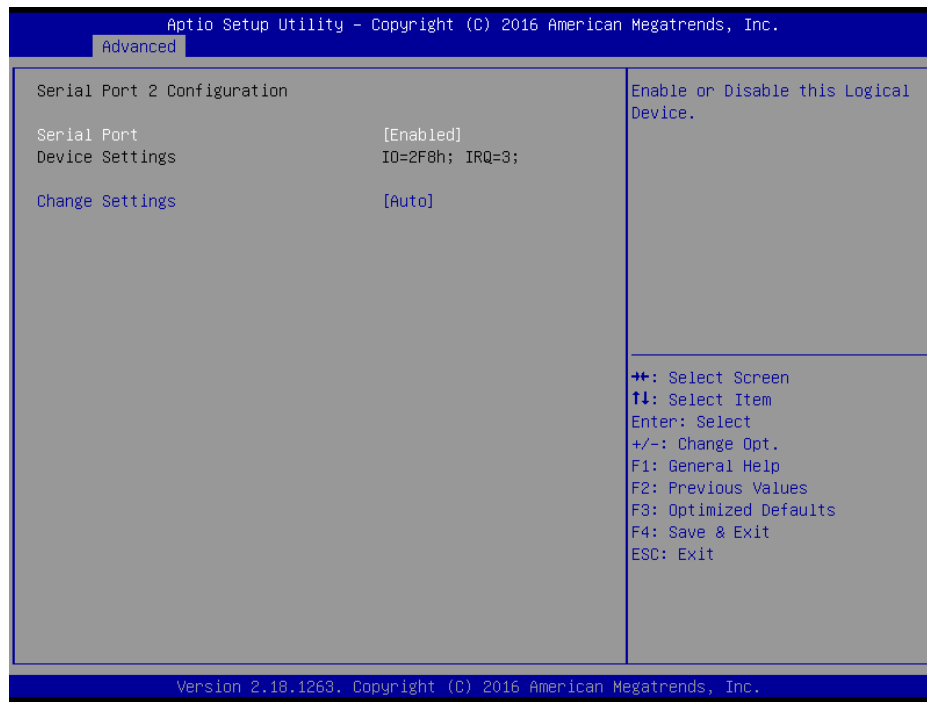 Aptio Setup Utility – Copyright (C) 2016 American Megatrends, Inc.
Advanced
Serial Port 2 Configuration
Serial Port [Enabled]
Device Settings IO=2F8h; IRQ=3;
Change Settings [Auto]
Enable or Disable this Logical
Device.
→←: Select Screen
↑↓: Select Item
Enter: Select
+/-: Change Opt.
F1: General Help
F2: Previous Values
F3: Optimized Defaults
F4: Save & Exit
ESC: Exit
Version 2.18.1263. Copyright (C) 2016 American Megatrends, Inc.